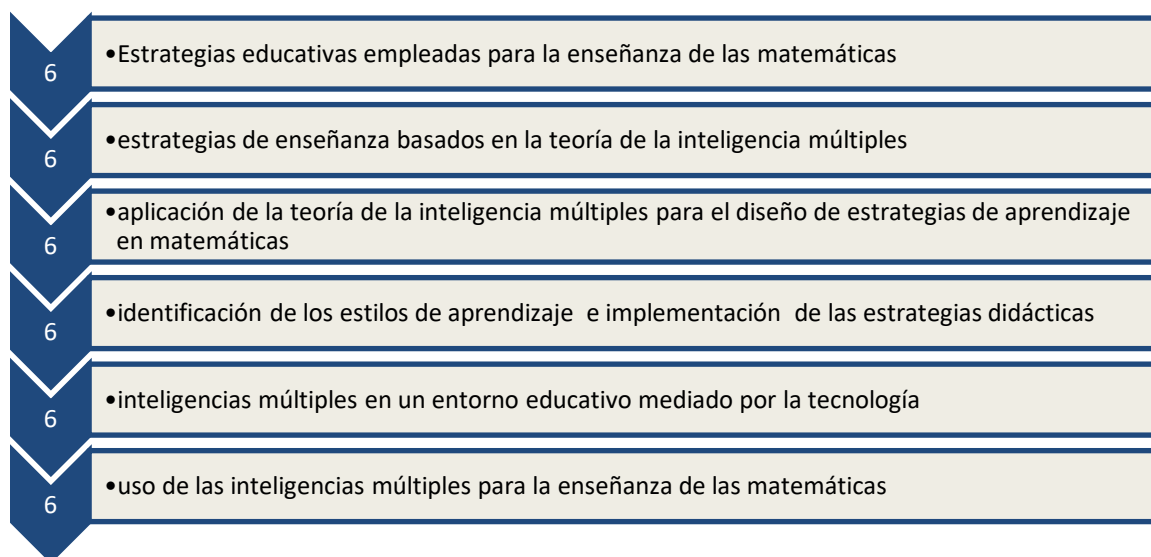 6
•Estrategias educativas empleadas para la enseñanza de las matemáticas
6
•estrategias de enseñanza basados en la teoría de la inteligencia múltiples
6
•aplicación de la teoría de la inteligencia múltiples para el diseño de estrategias de aprendizaje
en matemáticas
6
•identificación de los estilos de aprendizaje e implementación de las estrategias didácticas
6
•inteligencias múltiples en un entorno educativo mediado por la tecnología
6
•uso de las inteligencias múltiples para la enseñanza de las matemáticas